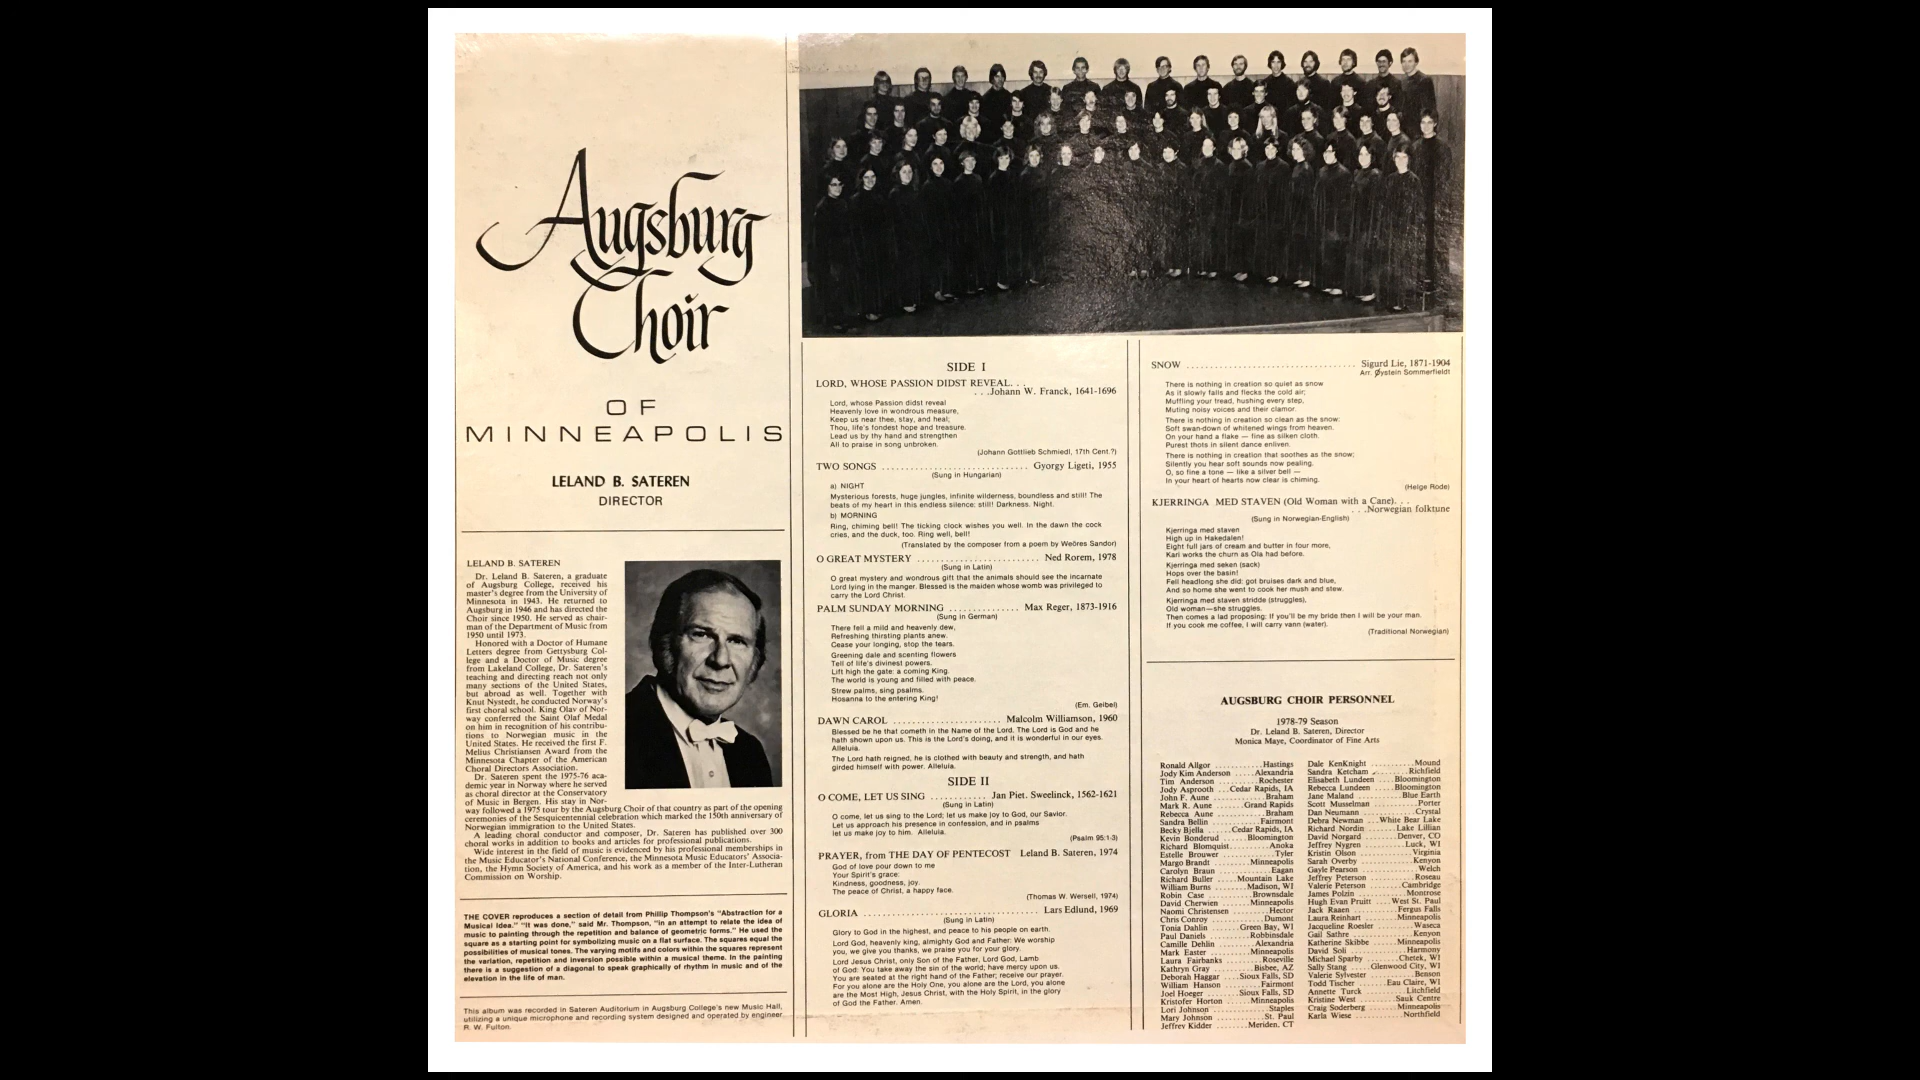 Augsburg
Choir
OF
MINNEAPOLIS
LELAND B. SATEREN
DIRECTOR
LELAND B. SATEREN
Dr. Leland B. Sateren, a graduate
of Augsburg College, received his
master's degree from the University of
Minnesota in 1943. He returned to
Augsburg in 1946 and has directed the
Choir since 1950. He served as chair-
man of the Department of Music from
1950 until 1973.
Honored with a Doctor of Humane
Letters degree from Gettysburg Col-
lege and a Doctor of Music degree
from Lakeland College, Dr. Sateren's
teaching and directing reach not only
many sections of the United States,
but abroad as well. Together with
Knut Nystedt, he conducted Norway's
first choral school. King Olav of Nor-
way conferred the Saint Olaf Medal
on him in recognition of his contribu-
tions to Norwegian music in the
United States. He received the first F.
Melius Christiansen Award from the
Minnesota Chapter of the American
Choral Directors Association.
Dr. Sateren spent the 1975-76 aca-
demic year in Norway where he served
as choral director at the Conservatory
of Music in Bergen. His stay in Nor-
way followed a 1975 tour by the Augsburg Choir of that country as part of the opening
ceremonies of the Sesquicentennial celebration which marked the 150th anniversary of
Norwegian immigration to the United States.
A leading choral conductor and composer, Dr. Sateren has published over 300
choral works in addition to books and articles for professional publications.
Wide interest in the field of music is evidenced by his professional memberships in
the Music Educator's National Conference, the Minnesota Music Educators' Associa-
tion, the Hymn Society of America, and his work as a member of the Inter-Lutheran
Commission on Worship.
THE COVER reproduces a section of detail from Phillip Thompson's "Abstraction for a
Musical Idea." "It was done," said Mr. Thompson, "in an attempt to relate the idea of
music to painting through the repetition and balance of geometric forms." He used the
square as a starting point for symbolizing music on a flat surface. The squares equal the
possibilities of musical tones. The varying motifs and colors within the squares represent
the variation, repetition and inversion possible within a musical theme. In the painting
there is a suggestion of a diagonal to speak graphically of rhythm in music and of the
elevation in the life of man.
This album was recorded in Sateren Auditorium in Augsburg College's new Music Hall,
utilizing a unique microphone and recording system designed and operated by engineer
R. W. Fulton.
SIDE I
LORD, WHOSE PASSION DIDST REVEAL. . .
. . .Johann W. Franck, 1641-1696
Lord, whose Passion didst reveal
Heavenly love in wondrous measure,
Keep us near thee, stay, and heal;
Thou, life's fondest hope and treasure.
Lead us by thy hand and strengthen
All to praise in song unbroken.
(Johann Gottlieb Schmiedl, 17th Cent.?)
TWO SONGS .......... Gyorgy Ligeti, 1955
(Sung in Hungarian)
a) NIGHT
Mysterious forests, huge jungles, infinite wilderness, boundless and still! The
beats of my heart in this endless silence: still! Darkness. Night.
b) MORNING
Ring, chiming bell! The ticking clock wishes you well. In the dawn the cock
cries, and the duck, too. Ring well, bell!
(Translated by the composer from a poem by Weöres Sandor)
O GREAT MYSTERY .......... Ned Rorem, 1978
(Sung in Latin)
O great mystery and wondrous gift that the animals should see the incarnate
Lord lying in the manger. Blessed is the maiden whose womb was privileged to
carry the Lord Christ.
PALM SUNDAY MORNING .......... Max Reger, 1873-1916
(Sung in German)
There fell a mild and heavenly dew,
Refreshing thirsting plants anew.
Cease your longing, stop the tears.
Greening dale and scenting flowers
Tell of life's divinest powers.
Lift high the gate: a coming King.
The world is young and filled with peace.
Strew palms, sing psalms.
Hosanna to the entering King!
(Em. Geibel)
DAWN CAROL .......... Malcolm Williamson, 1960
Blessed be he that cometh in the Name of the Lord. The Lord is God and he
hath shown upon us. This is the Lord's doing, and it is wonderful in our eyes.
Alleluia.
The Lord hath reigned, he is clothed with beauty and strength, and hath
girded himself with power. Alleluia.
SIDE II
O COME, LET US SING .......... Jan Piet. Sweelinck, 1562-1621
(Sung in Latin)
O come, let us sing to the Lord; let us make joy to God, our Savior.
Let us approach his presence in confession, and in psalms
let us make joy to him. Alleluia.
(Psalm 95:1-3)
PRAYER, from THE DAY OF PENTECOST Leland B. Sateren, 1974
God of love pour down to me
Your Spirit's grace:
Kindness, goodness, joy.
The peace of Christ, a happy face.
(Thomas W. Wersell, 1974)
GLORIA .......... Lars Edlund, 1969
(Sung in Latin)
Glory to God in the highest, and peace to his people on earth.
Lord God, heavenly king, almighty God and Father: We worship
you, we give you thanks, we praise you for your glory.
Lord Jesus Christ, only Son of the Father, Lord God, Lamb
of God: You take away the sin of the world; have mercy upon us.
You are seated at the right hand of the Father; receive our prayer.
For you alone are the Holy One, you alone are the Lord, you alone
are the Most High, Jesus Christ, with the Holy Spirit, in the glory
of God the Father. Amen.
SNOW .......... Sigurd Lie, 1871-1904
Arr. Øystein Sommerfieldt
There is nothing in creation so quiet as snow
As it slowly falls and flecks the cold air;
Muffling your tread, hushing every step,
Muting noisy voices and their clamor.
There is nothing in creation so clear as the snow;
Soft swan-down of whitened wings from heaven.
On your hand a flake — fine as silken cloth.
Purest thots in silent dance enliven.
There is nothing in creation that soothes as the snow;
Silently you hear soft sounds now pealing.
O, so fine a tone — like a silver bell —
In your heart of hearts now clear is chiming.
(Helge Rode)
KJERRINGA MED STAVEN (Old Woman with a Cane). . .
. . .Norwegian folktune
(Sung in Norwegian-English)
Kjerringa med staven
High up in Hakedalen!
Eight full jars of cream and butter in four more,
Kari works the churn as Ola had before.
Kjerringa med seken (sack)
Hops over the basin!
Fell headlong she did; got bruises dark and blue,
And so home she went to cook her mush and stew.
Kjerringa med staven stridde (struggles),
Old woman—she struggles.
Then comes a lad proposing: If you'll be my bride then I will be your man.
If you cook me coffee, I will carry vann (water).
(Traditional Norwegian)
AUGSBURG CHOIR PERSONNEL
1978-79 Season
Dr. Leland B. Sateren, Director
Monica Maye, Coordinator of Fine Arts
Ronald Allgor .......... Hastings
Jody Kim Anderson ..... Alexandria
Tim Anderson .......... Rochester
Jody Asprooth ... Cedar Rapids, IA
John F. Aune .......... Braham
Mark R. Aune ....... Grand Rapids
Rebecca Aune .......... Braham
Sandra Bellin .......... Fairmont
Becky Bjella ..... Cedar Rapids, IA
Kevin Bonderud ...... Bloomington
Richard Blomquist .......... Anoka
Estelle Brouwer .......... Tyler
Margo Brandt .......... Minneapolis
Carolyn Braun .......... Eagan
Richard Buller ..... Mountain Lake
William Burns ....... Madison, WI
Robin Case .......... Brownsdale
David Cherwien ....... Minneapolis
Naomi Christensen ....... Hector
Chris Conroy .......... Dumont
Tonia Dahlin ....... Green Bay, WI
Paul Daniels ....... Robbinsdale
Camille Dehlin ....... Alexandria
Mark Easter .......... Minneapolis
Laura Fairbanks ....... Roseville
Kathryn Gray ....... Bisbee, AZ
Deborah Haggar .... Sioux Falls, SD
William Hanson ....... Fairmont
Joel Hoeger ....... Sioux Falls, SD
Kristofer Horton ....... Minneapolis
Lori Johnson .......... Staples
Mary Johnson .......... St. Paul
Jeffrey Kidder ....... Meriden, CT
Dale KenKnight .......... Mound
Sandra Ketcham .......... Richfield
Elisabeth Lundeen .... Bloomington
Rebecca Lundeen ..... Bloomington
Jane Maland .......... Blue Earth
Scott Musselman .......... Porter
Dan Neumann .......... Crystal
Debra Newman ... White Bear Lake
Richard Nordin ....... Lake Lillian
David Norgard ....... Denver, CO
Jeffrey Nygren .......... Luck, WI
Kristin Olson .......... Virginia
Sarah Overby .......... Kenyon
Gayle Pearson .......... Welch
Jeffrey Peterson .......... Roseau
Valerie Peterson ....... Cambridge
James Polzin .......... Montrose
Hugh Evan Pruitt .... West St. Paul
Jack Raaen .......... Fergus Falls
Laura Reinhart ....... Minneapolis
Jacqueline Roesler ....... Waseca
Gail Sathre .......... Kenyon
Katherine Skibbe ....... Minneapolis
David Soli .......... Harmony
Michael Sparby ....... Chetek, WI
Sally Stang .... Glenwood City, WI
Valerie Sylvester .......... Benson
Todd Tischer ....... Eau Claire, WI
Annette Turck .......... Litchfield
Kristine West ....... Sauk Centre
Craig Soderberg ....... Minneapolis
Karla Wiese .......... Northfield